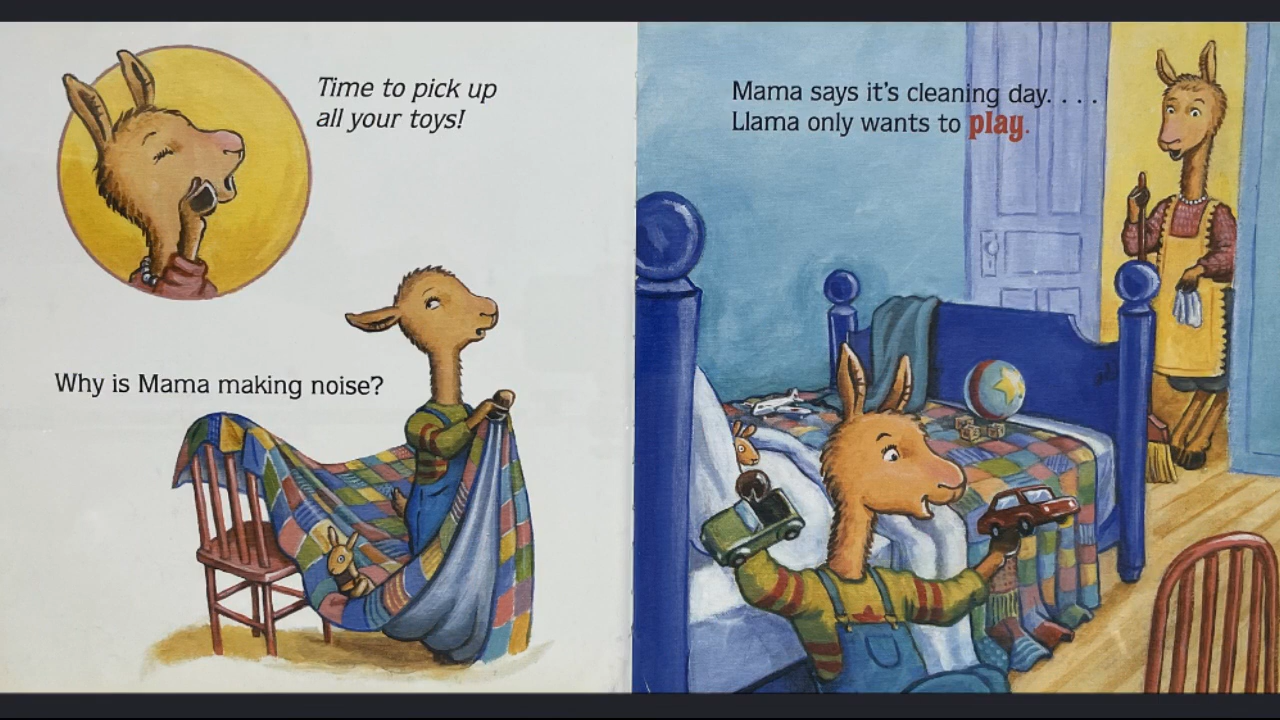 Time to pick up
all your toys!
Why is Mama making noise?
Mama says it's cleaning day. . . .
Llama only wants to play.